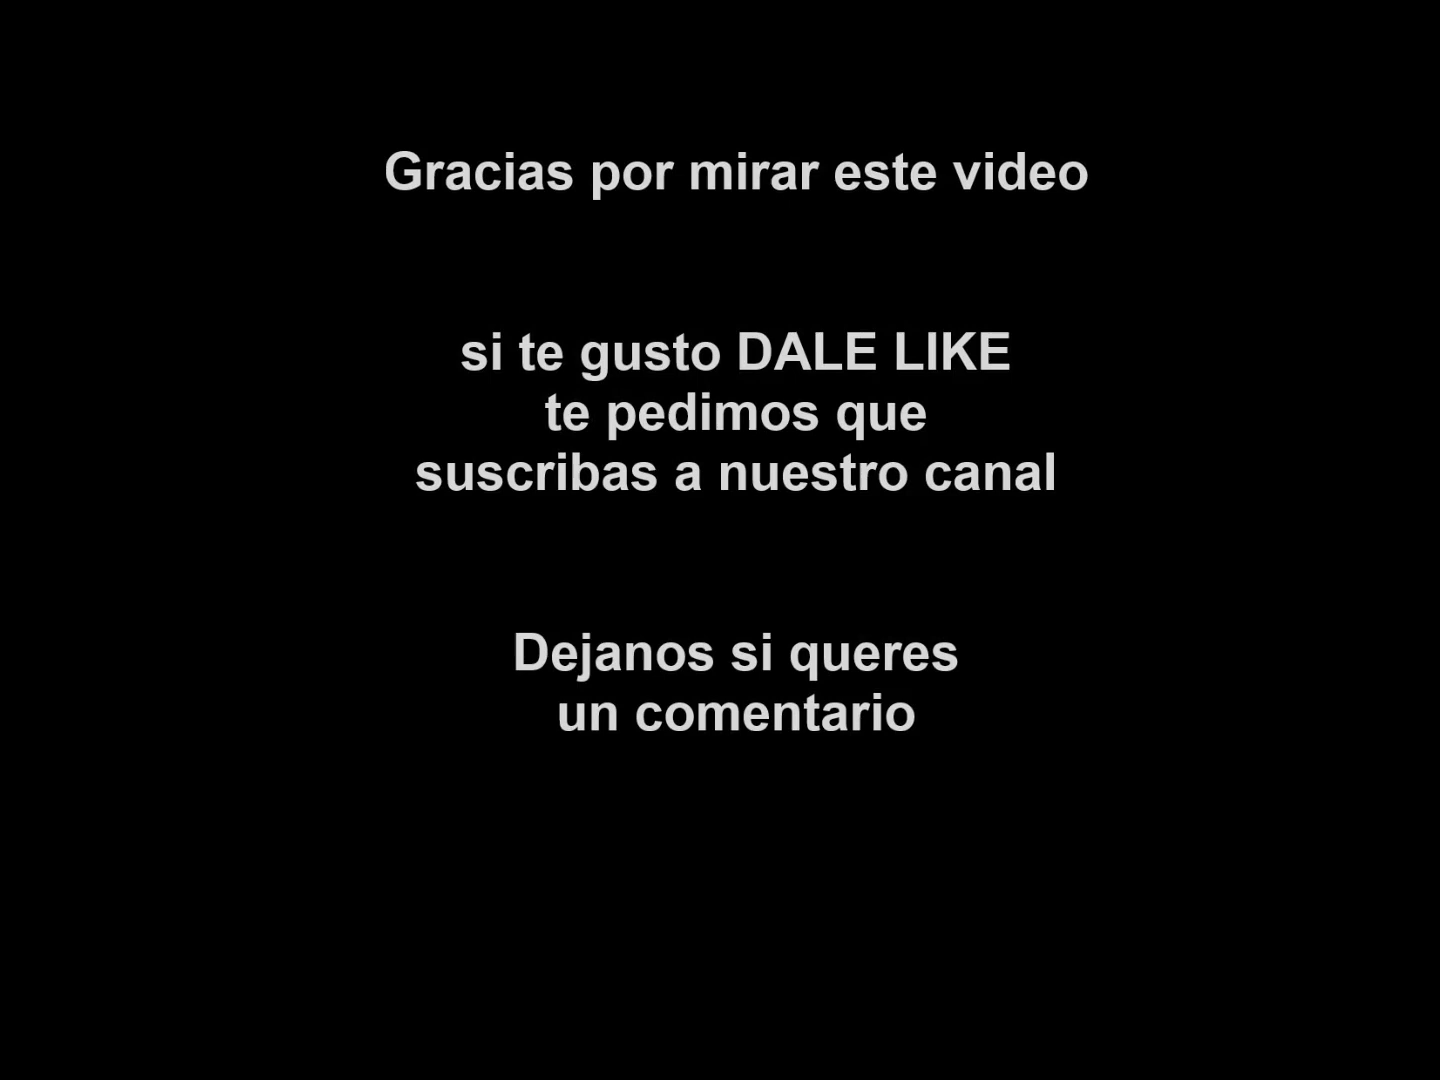 Gracias por mirar este video
si te gusto DALE LIKE
te pedimos que
suscribas a nuestro canal
Dejanos si queres
un comentario